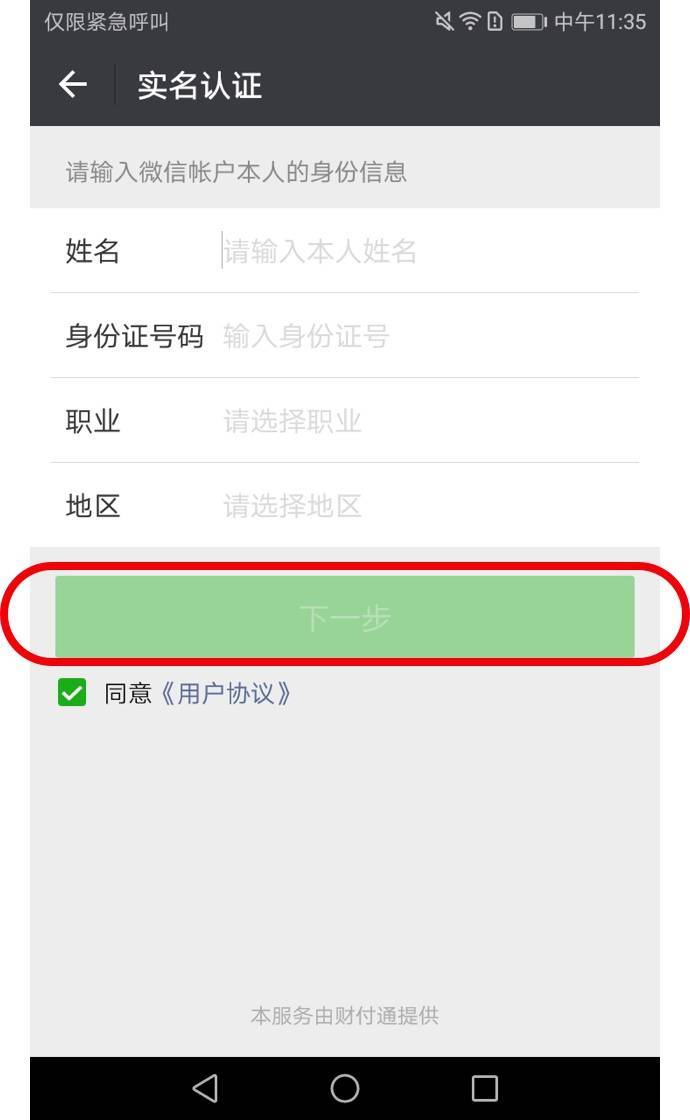 仅限紧急呼叫 中午11:35
实名认证
请输入微信帐户本人的身份信息
姓名 请输入本人姓名
身份证号码 输入身份证号
职业 请选择职业
地区 请选择地区
下一步
同意《用户协议》
本服务由财付通提供